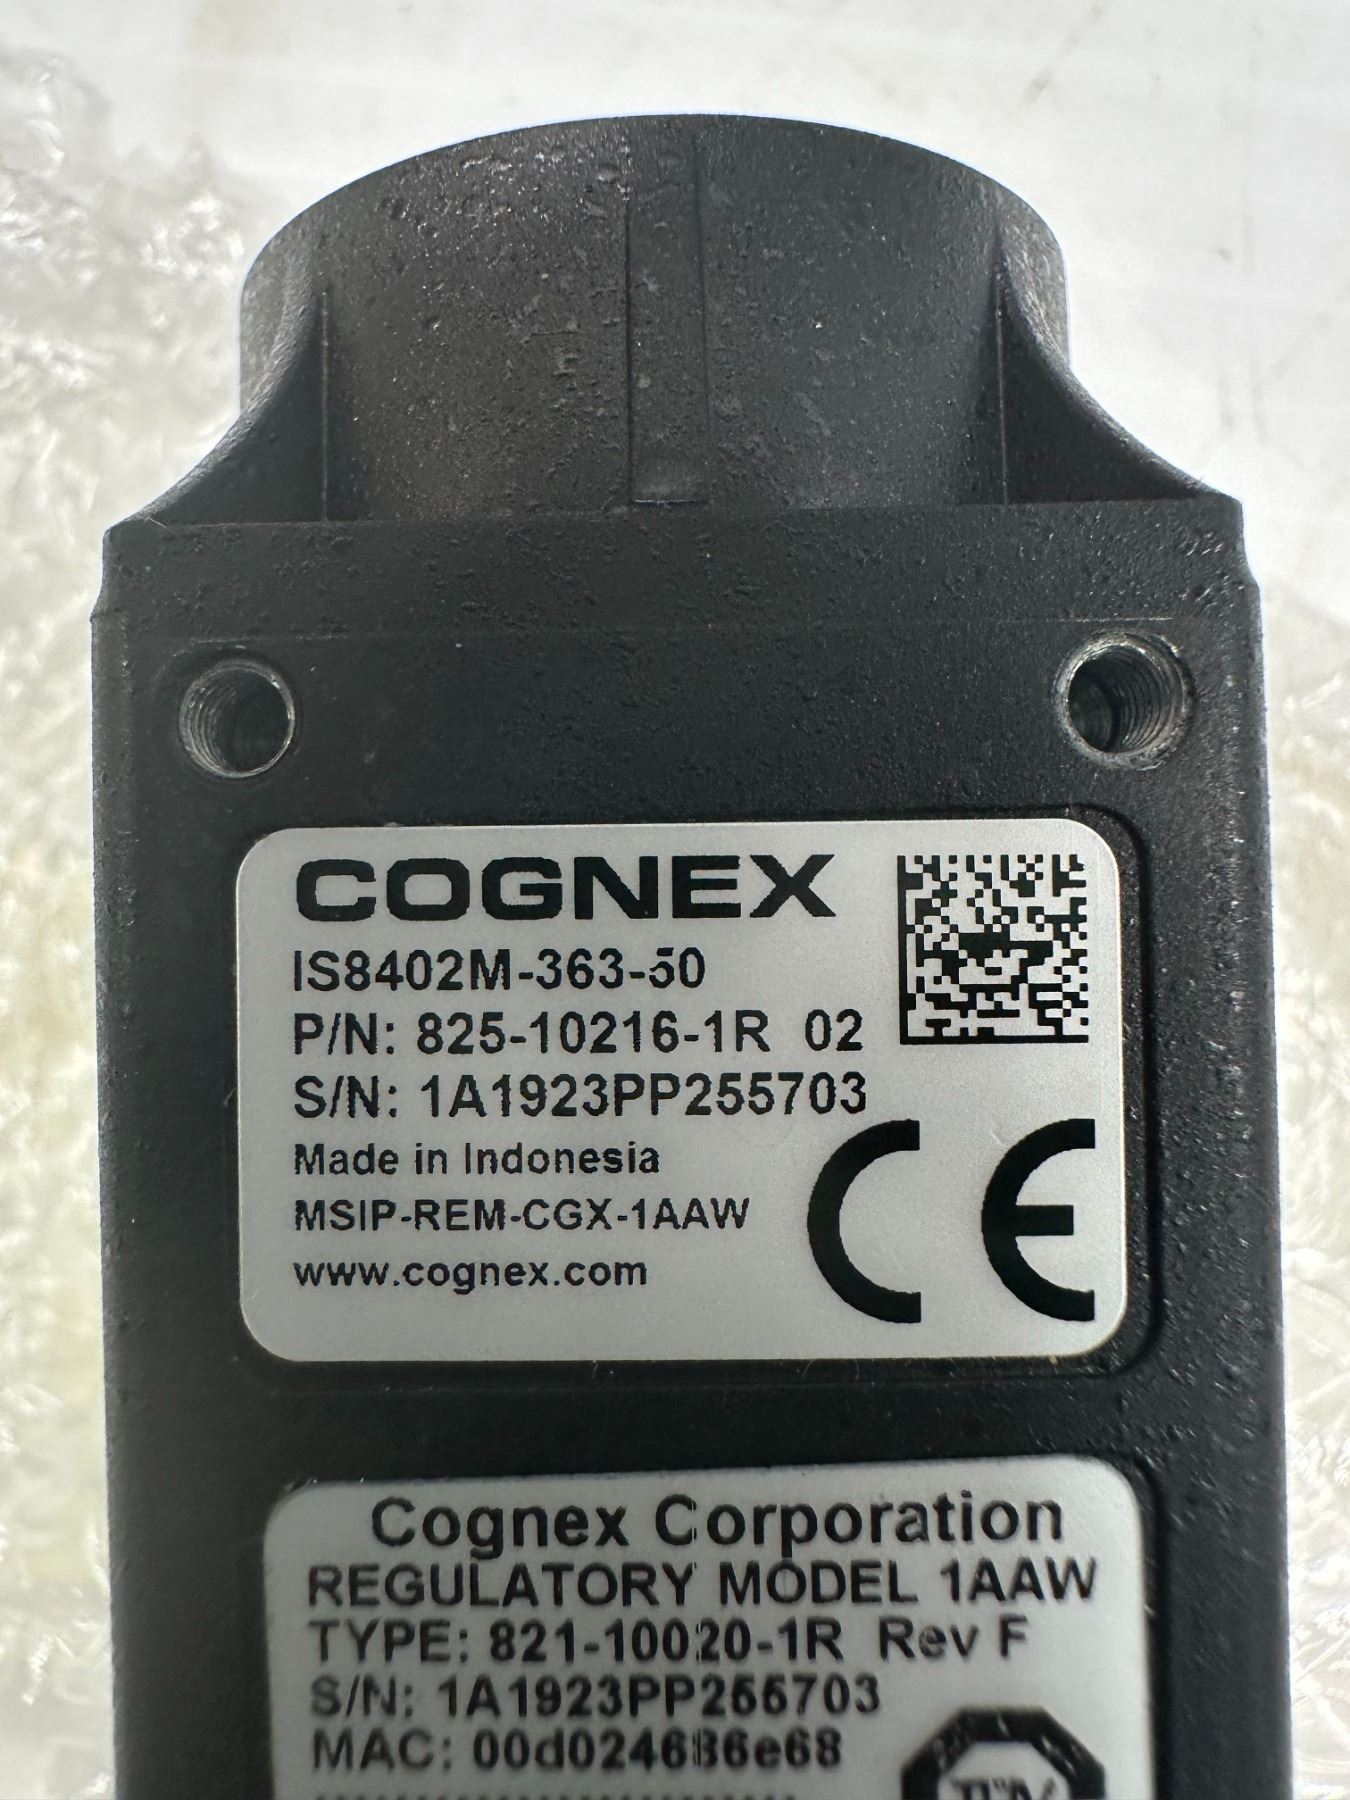 COGNEX
IS8402M-363-50
P/N: 825-10216-1R 02
S/N: 1A1923PP255703
Made in Indonesia
MSIP-REM-CGX-1AAW
www.cognex.com
CE
Cognex Corporation
REGULATORY MODEL 1AAW
TYPE: 821-10020-1R Rev F
S/N: 1A1923PP255703
MAC: